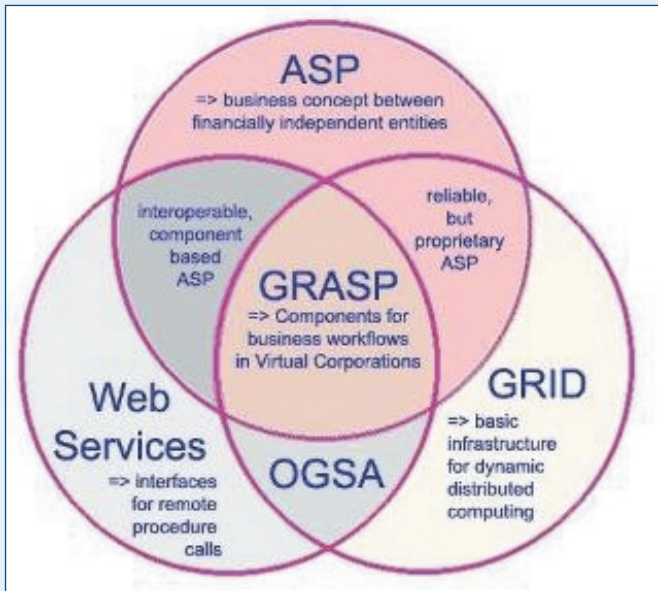 ASP
=> business concept between
financially independent entities
interoperable,
component
based
ASP
reliable,
but
proprietary
ASP
GRASP
=> Components for
business workflows
in Virtual Corporations
Web
Services
=> interfaces
for remote
procedure
calls
OGSA
GRID
=> basic
infrastructure
for dynamic
distributed
computing